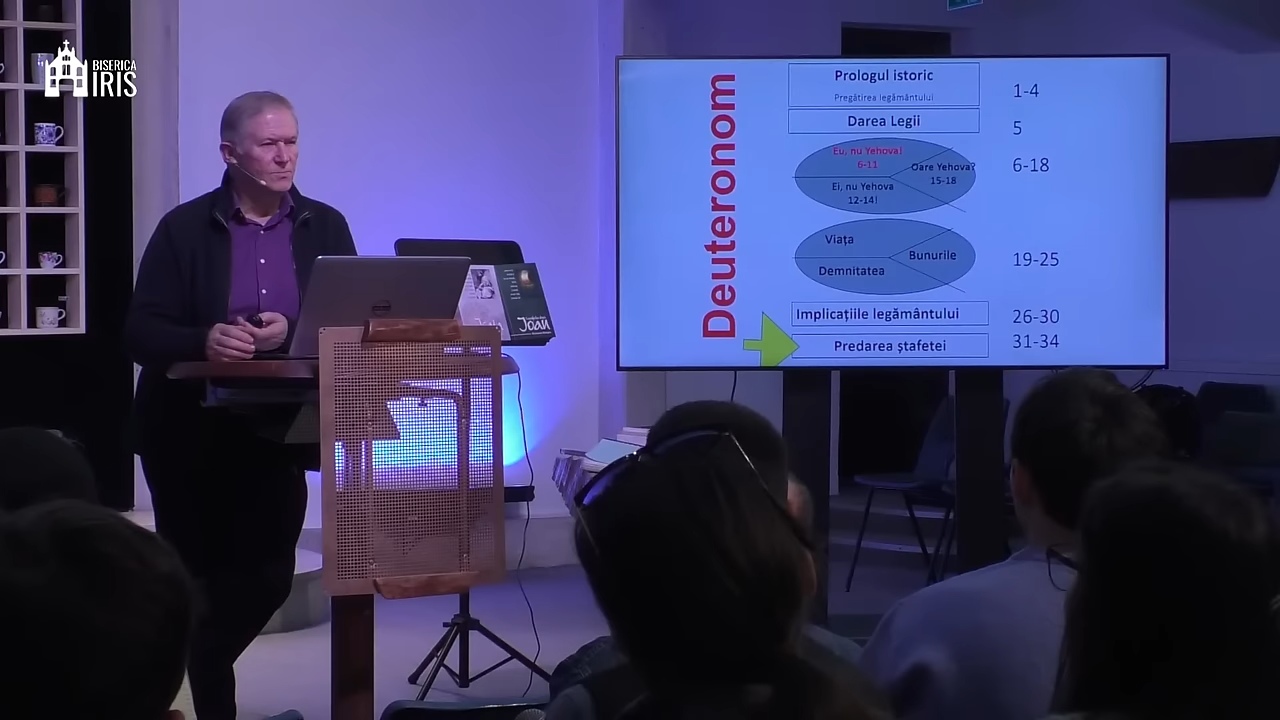 BISERICA
IRIS
Deuteronom
Prologul istoric
Pregătirea legământului
1-4
Darea Legii
5
Eu, nu Yehova!
6-11
Oare Yehova?
15-18
Ei, nu Yehova
12-14!
6-18
Viața
Bunurile
Demnitatea
19-25
Implicațiile legământului
26-30
Predarea ștafetei
31-34
Ioan